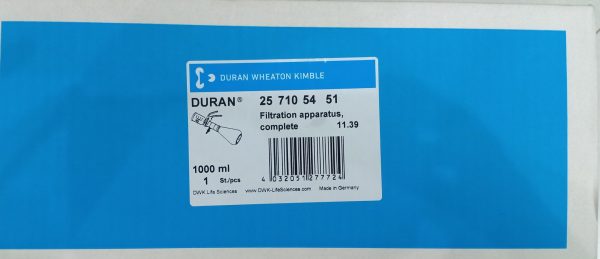 DURAN WHEATON KIMBLE
DURAN® 25 710 54 51
Filtration apparatus,
complete 11.39
1000 ml
1 St./pcs
4 032051 277724
DWK Life Sciences www.DWK-LifeSciences.com Made in Germany